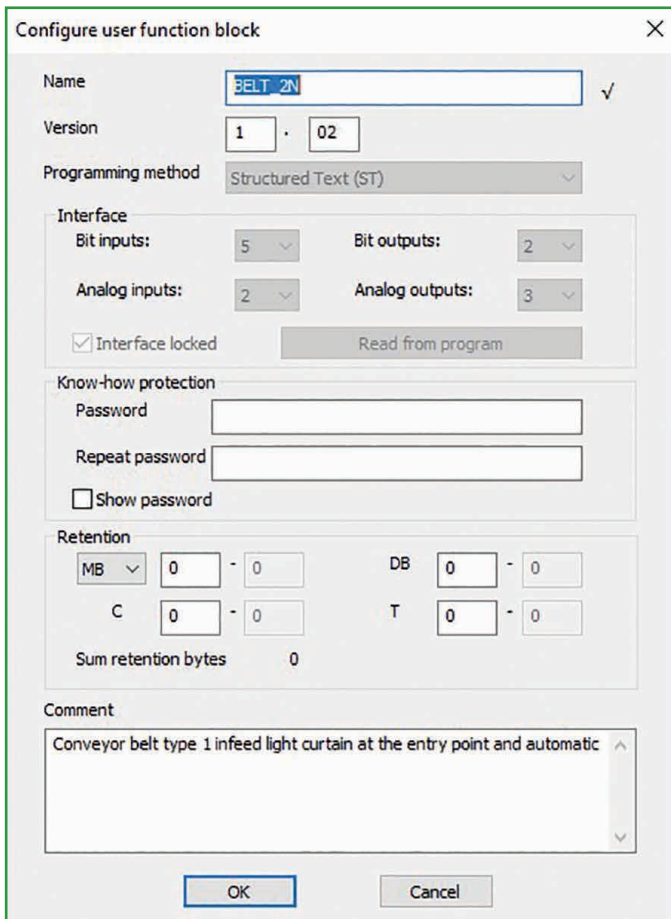 Configure user function block
Name BELT_2N √
Version 1 . 02
Programming method Structured Text (ST)
Interface
Bit inputs: 5 Bit outputs: 2
Analog inputs: 2 Analog outputs: 3
Interface locked Read from program
Know-how protection
Password
Repeat password
Show password
Retention
MB 0 - 0 DB 0 - 0
C 0 - 0 T 0 - 0
Sum retention bytes 0
Comment
Conveyor belt type 1 infeed light curtain at the entry point and automatic
OK Cancel